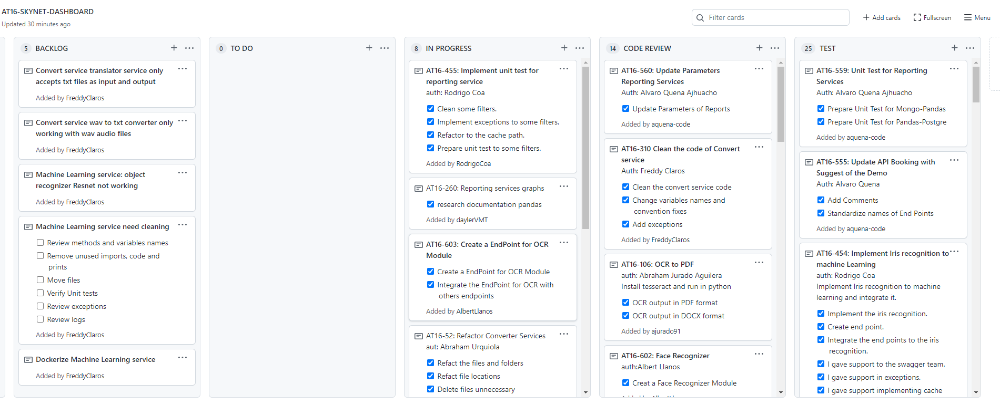 AT16-SKYNET-DASHBOARD
Updated 30 minutes ago
Filter cards
Add cards
Fullscreen
Menu
5 BACKLOG
Convert service translator service only
accepts txt files as input and output
Added by FreddyClaros
Convert service wav to txt converter only
working with wav audio files
Added by FreddyClaros
Machine Learning service: object
recognizer Resnet not working
Added by FreddyClaros
Machine Learning service need cleaning
Review methods and variables names
Remove unused imports, code and
prints
Move files
Verify Unit tests
Review exceptions
Review logs
Added by FreddyClaros
Dockerize Machine Learning service
Added by FreddyClaros
0 TO DO
8 IN PROGRESS
AT16-455: Implement unit test for
reporting service
auth: Rodrigo Coa
Clean some filters.
Implement exceptions to some filters.
Refactor to the cache path.
Prepare unit test to some filters.
Added by RodrigoCoa
AT16-260: Reporting services graphs
research documentation pandas
Added by daylerVMT
AT16-603: Create a EndPoint for OCR
Module
Create a EndPoint for OCR Module
Integrate the EndPoint for OCR with
others endpoints
Added by AlbertLlanos
AT16-52: Refactor Converter Services
aut: Abraham Urquiola
Refact the files and folders
Refact file locations
Delete files unnecessary
14 CODE REVIEW
AT16-560: Update Parameters
Reporting Services
Auth: Alvaro Quena Ajhuacho
Update Parameters of Reports
Added by aquena-code
AT16-310 Clean the code of Convert
service
Auth: Freddy Claros
Clean the convert service code
Change variables names and
convention fixes
Add exceptions
Added by FreddyClaros
AT16-106: OCR to PDF
auth: Abraham Jurado Aguilera
Install tesseract and run in python
OCR output in PDF format
OCR output in DOCX format
Added by ajurado91
AT16-602: Face Recognizer
auth:Albert Llanos
Creat a Face Recognizer Module
25 TEST
AT16-559: Unit Test for Reporting
Services
Auth: Alvaro Quena Ajhuacho
Prepare Unit Test for Mongo-Pandas
Prepare Unit Test for Pandas-Postgre
Added by aquena-code
AT16-555: Update API Booking with
Suggest of the Demo
Auth: Alvaro Quena
Add Comments
Standardize names of End Points
Added by aquena-code
AT16-454: Implement Iris recognition to
machine Learning
auth: Rodrigo Coa
Implement Iris recognition to machine
learning and integrate it.
Implement the iris recognition.
Create end point.
Integrate the end points to the iris
recognition.
I gave support to the swagger team.
I gave support in exceptions.
I gave support implementing cache